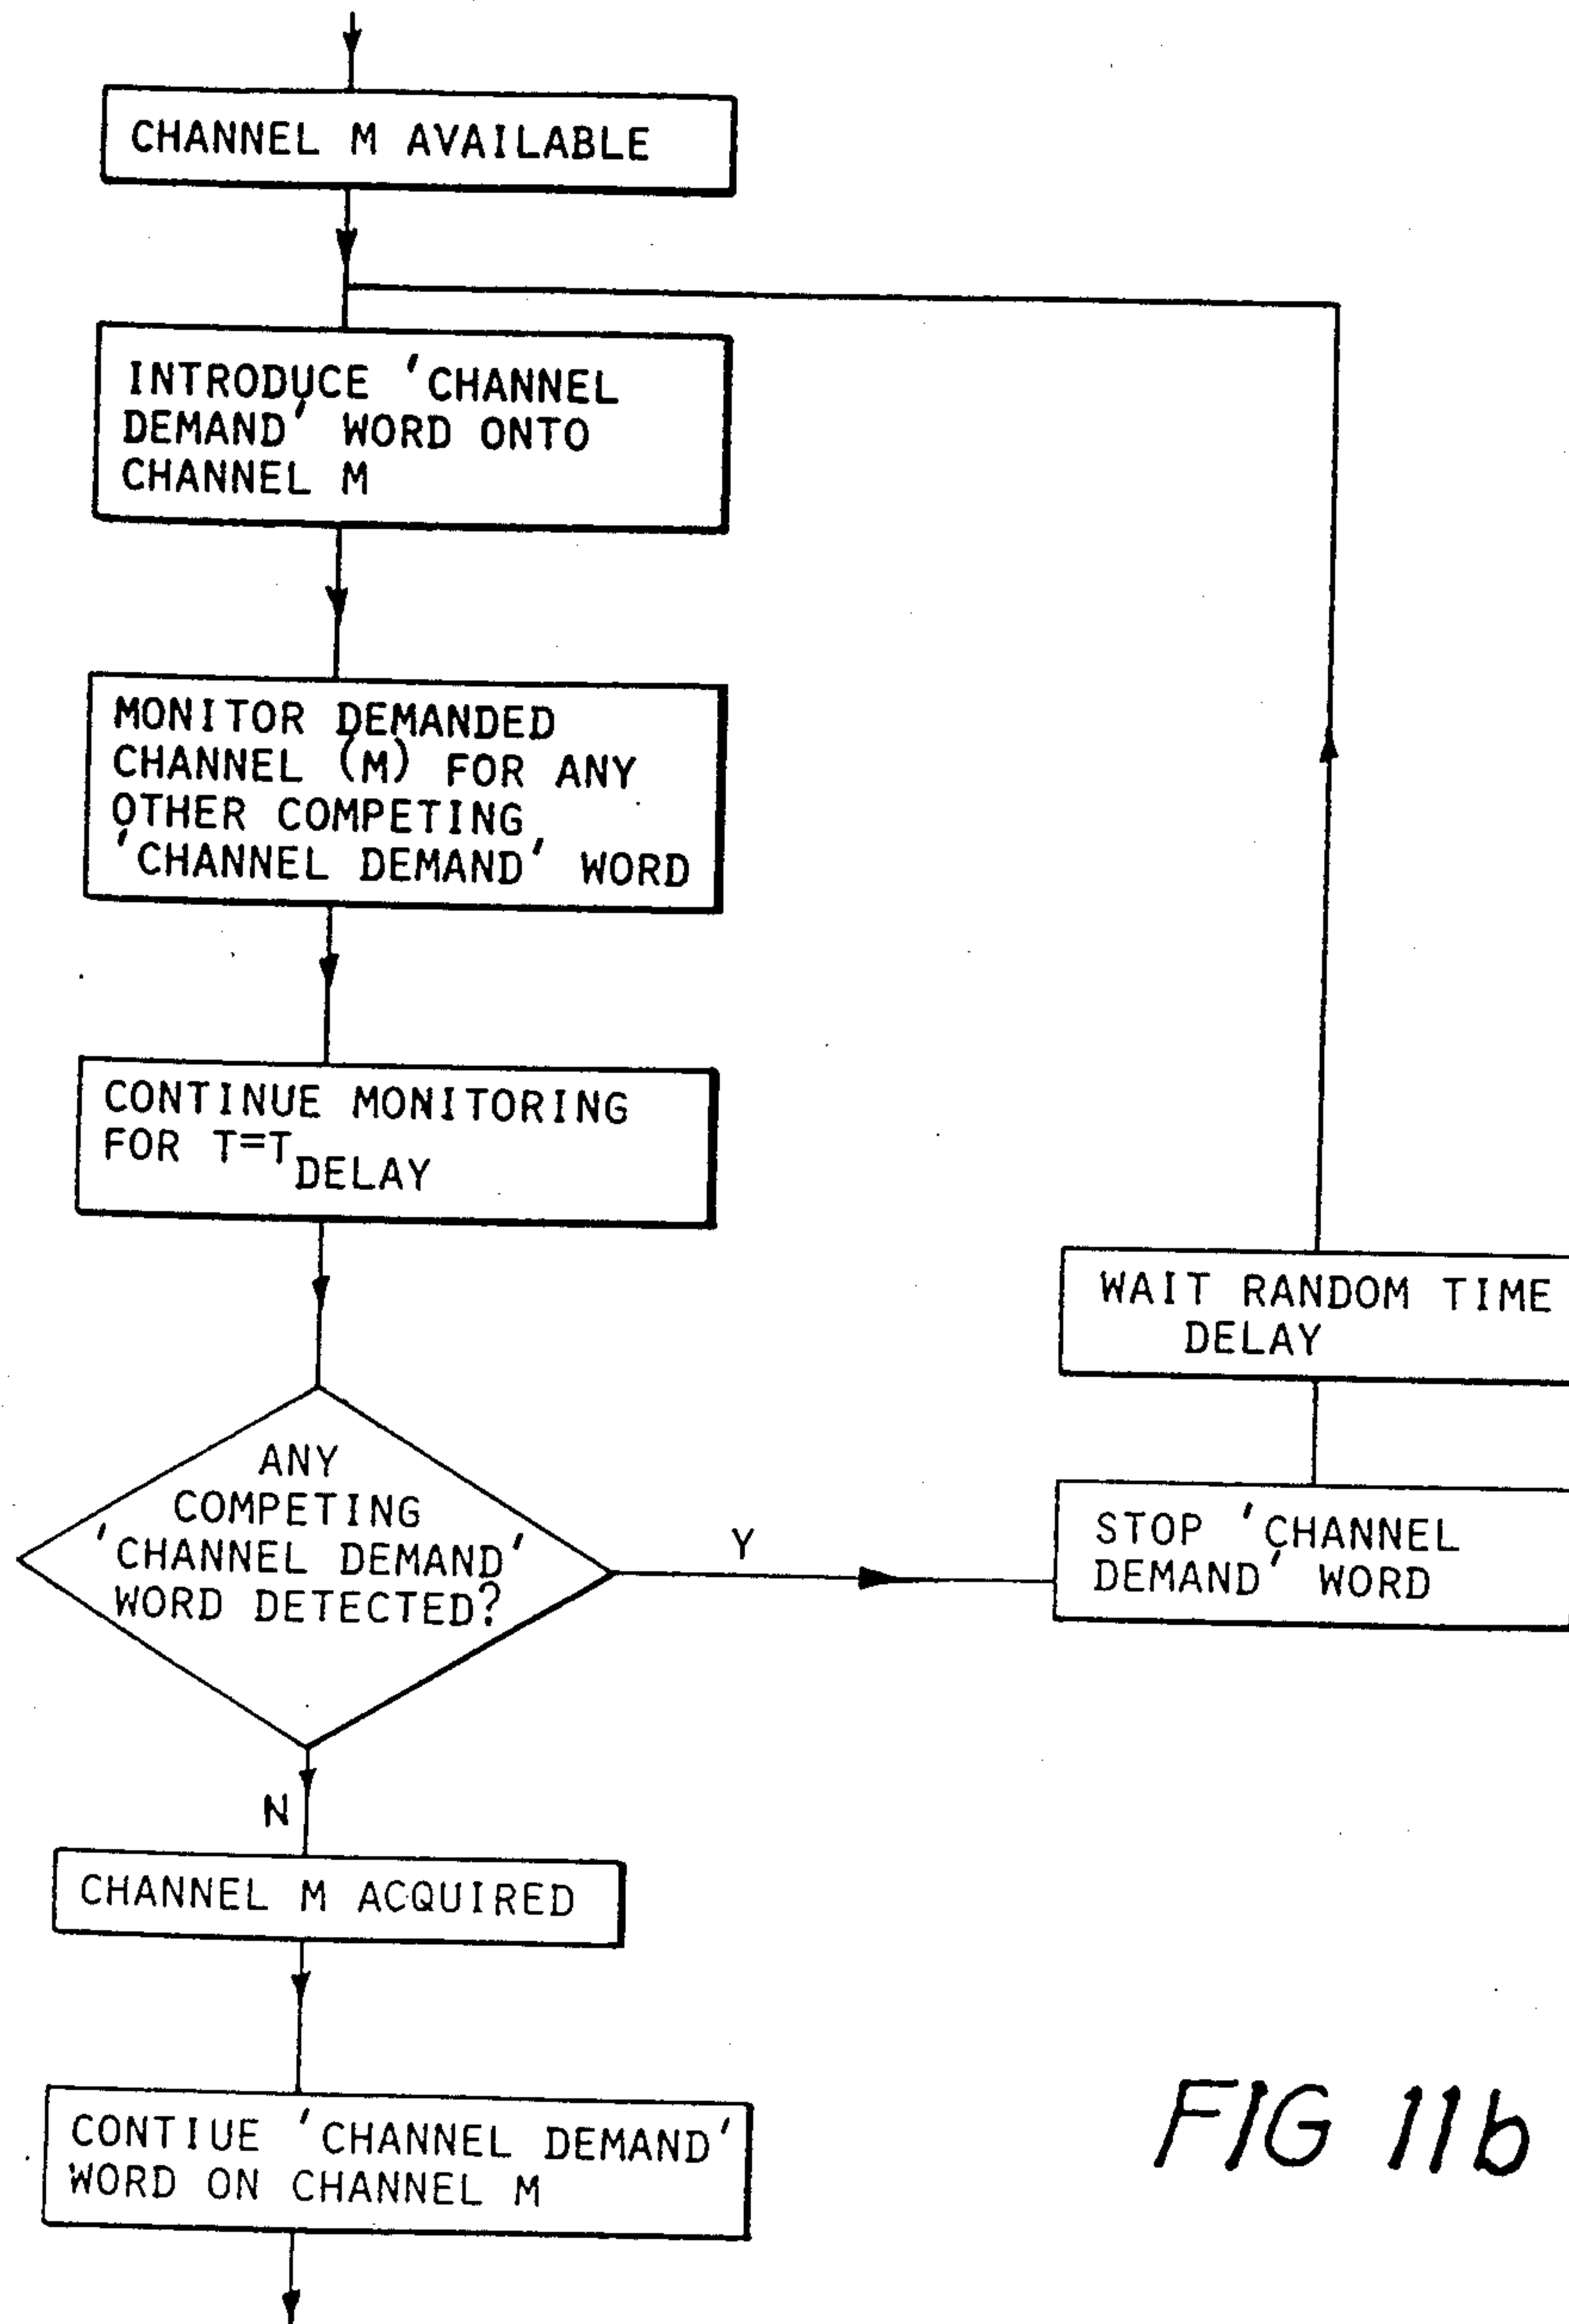 CHANNEL M AVAILABLE
INTRODUCE 'CHANNEL
DEMAND' WORD ONTO
CHANNEL M
MONITOR DEMANDED
CHANNEL (M) FOR ANY
OTHER COMPETING
'CHANNEL DEMAND' WORD
CONTINUE MONITORING
FOR T=T DELAY
ANY
COMPETING
'CHANNEL DEMAND'
WORD DETECTED?
Y
STOP 'CHANNEL
DEMAND' WORD
WAIT RANDOM TIME
DELAY
N
CHANNEL M ACQUIRED
CONTIUE 'CHANNEL DEMAND'
WORD ON CHANNEL M
FIG 11b